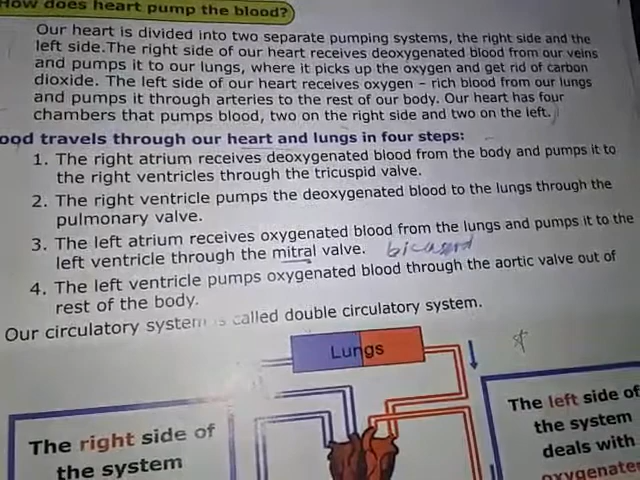 How does heart pump the blood?
Our heart is divided into two separate pumping systems, the right side and the
left side.The right side of our heart receives deoxygenated blood from our veins
and pumps it to our lungs, where it picks up the oxygen and get rid of carbon
dioxide. The left side of our heart receives oxygen – rich blood from our lungs
and pumps it through arteries to the rest of our body. Our heart has four
chambers that pumps blood, two on the right side and two on the left.
ood travels through our heart and lungs in four steps:
1. The right atrium receives deoxygenated blood from the body and pumps it to
the right ventricles through the tricuspid valve.
2. The right ventricle pumps the deoxygenated blood to the lungs through the
pulmonary valve.
3. The left atrium receives oxygenated blood from the lungs and pumps it to the
left ventricle through the mitral valve.
4. The left ventricle pumps oxygenated blood through the aortic valve out of
rest of the body.
Our circulatory system is called double circulatory system.
Lungs
The right side of
the system
The left side of
the system
deals with
oxygenate